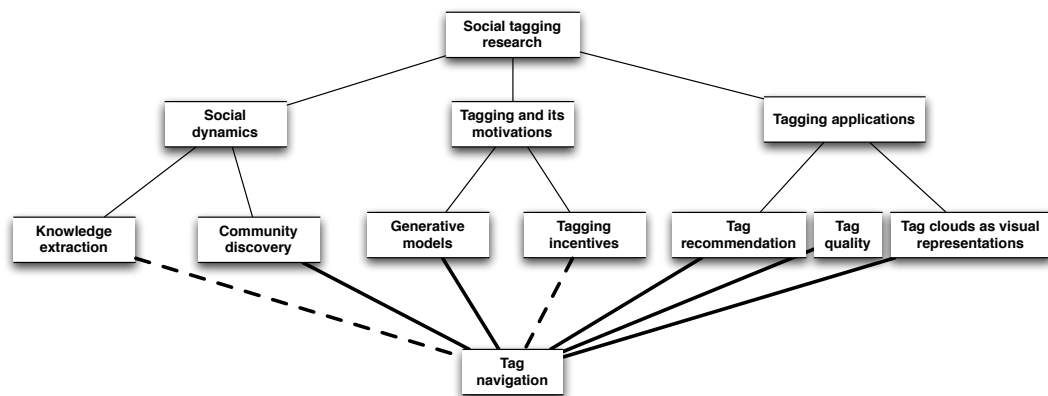 Social tagging
research
Social
dynamics
Tagging and its
motivations
Tagging applications
Knowledge
extraction
Community
discovery
Generative
models
Tagging
incentives
Tag
recommendation
Tag
quality
Tag clouds as visual
representations
Tag
navigation